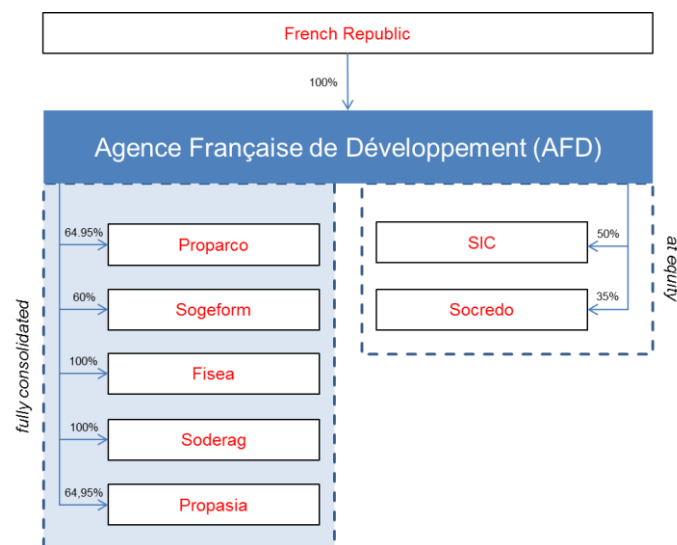 French Republic
100%
Agence Française de Développement (AFD)
64.95%
Proparco
60%
Sogeform
100%
Fisea
100%
Soderag
64,95%
Propasia
fully consolidated
SIC
50%
Socredo
35%
at equity